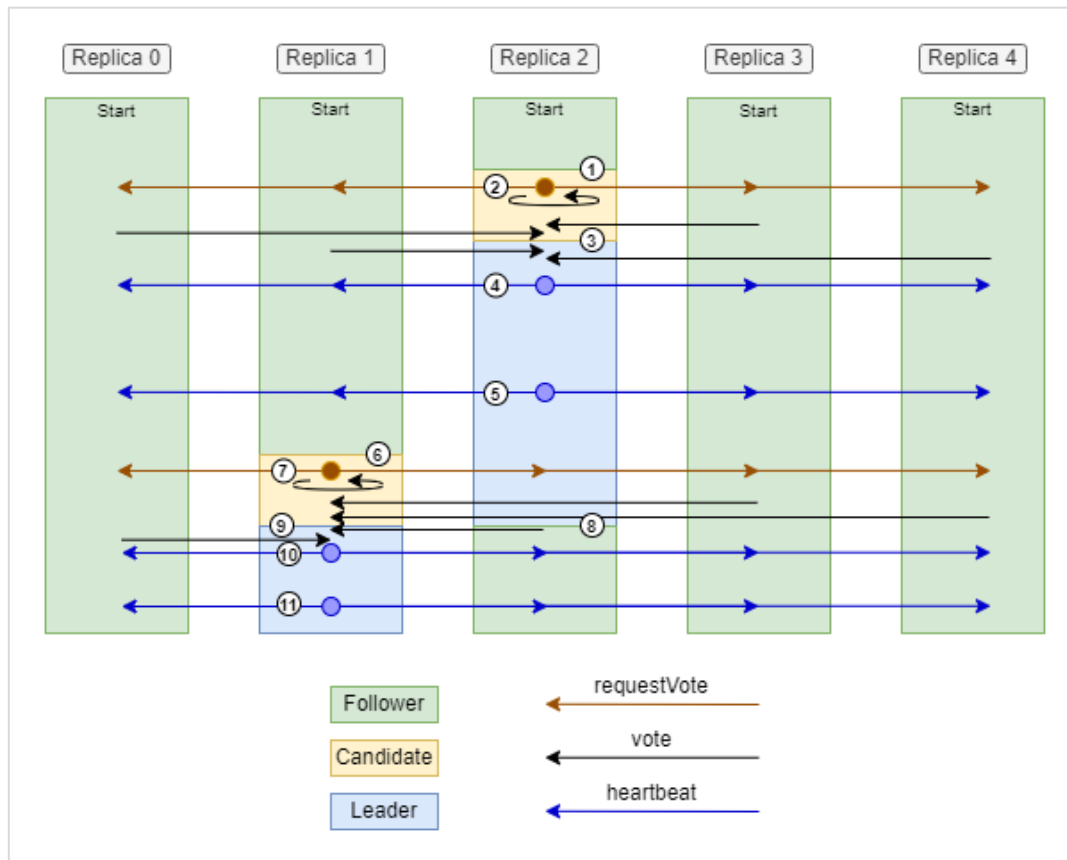 Replica 0
Replica 1
Replica 2
Replica 3
Replica 4
Start
Start
Start
Start
Start
1
2
3
4
5
6
7
8
9
10
11
Follower
requestVote
Candidate
vote
Leader
heartbeat